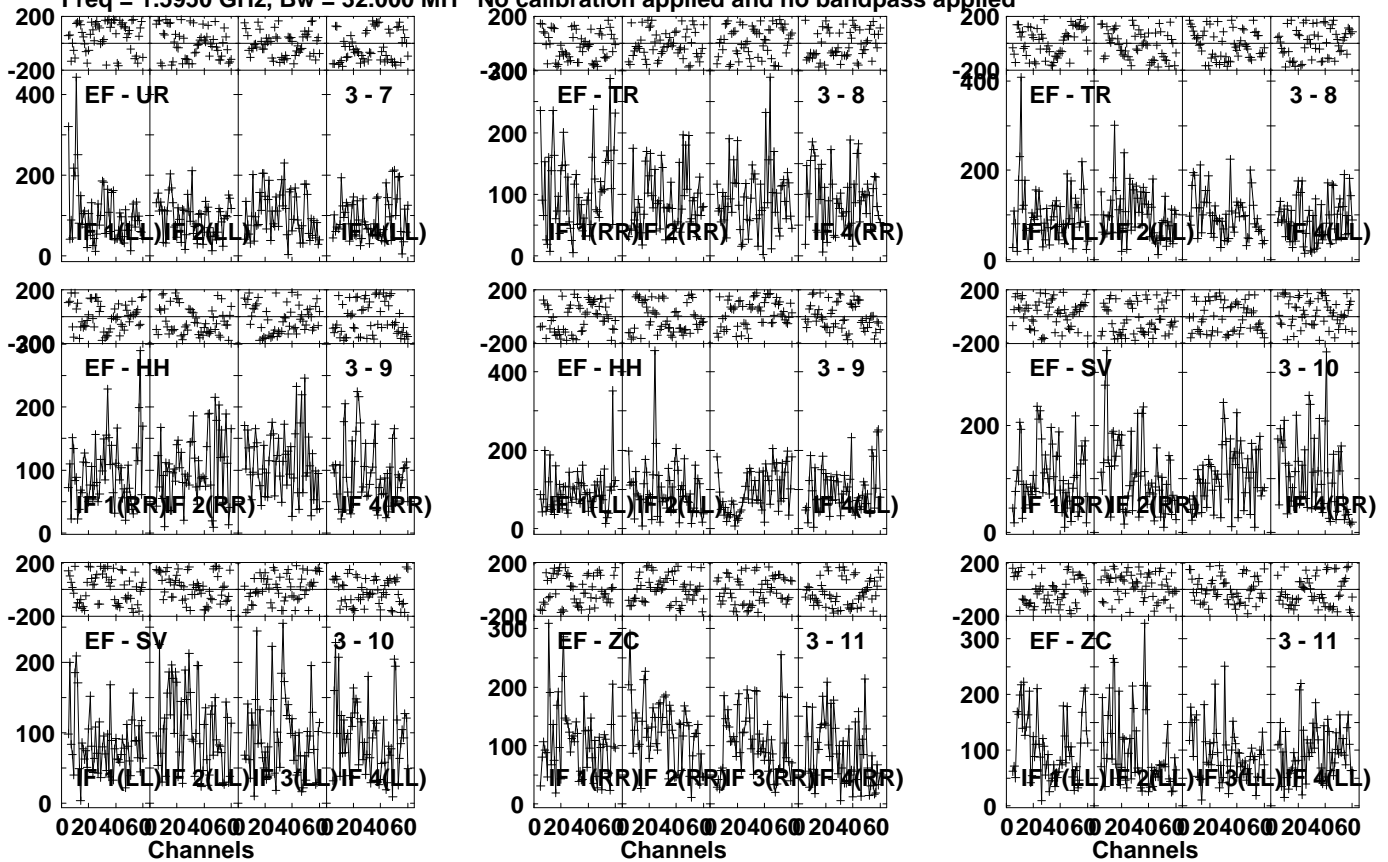 Freq = 1.5950 GHz, Bw = 32.000 MH No calibration applied and no bandpass applied
200
-200
400
200
0
EF - UR 3 - 7
IF 1(LL) IF 2(LL) IF 4(LL)
200
-200
300
200
100
0
EF - TR 3 - 8
IF 1(RR) IF 2(RR) IF 4(RR)
200
-200
400
200
0
EF - TR 3 - 8
IF 1(LL) IF 2(LL) IF 4(LL)
200
-200
300
200
100
0
EF - HH 3 - 9
IF 1(RR) IF 2(RR) IF 4(RR)
200
-200
400
200
0
EF - HH 3 - 9
IF 1(LL) IF 2(LL) IF 4(LL)
200
-200
200
100
0
EF - SV 3 - 10
IF 1(RR) IF 2(RR) IF 4(RR)
200
-200
200
100
0
EF - SV 3 - 10
IF 1(LL) IF 2(LL) IF 3(LL) IF 4(LL)
0 20 40 60 0 20 40 60 0 20 40 60 0 20 40 60
Channels
200
-200
300
200
100
0
EF - ZC 3 - 11
IF 1(RR) IF 2(RR) IF 3(RR) IF 4(RR)
0 20 40 60 0 20 40 60 0 20 40 60 0 20 40 60
Channels
200
-200
300
200
100
0
EF - ZC 3 - 11
IF 1(LL) IF 2(LL) IF 3(LL) IF 4(LL)
0 20 40 60 0 20 40 60 0 20 40 60 0 20 40 60
Channels